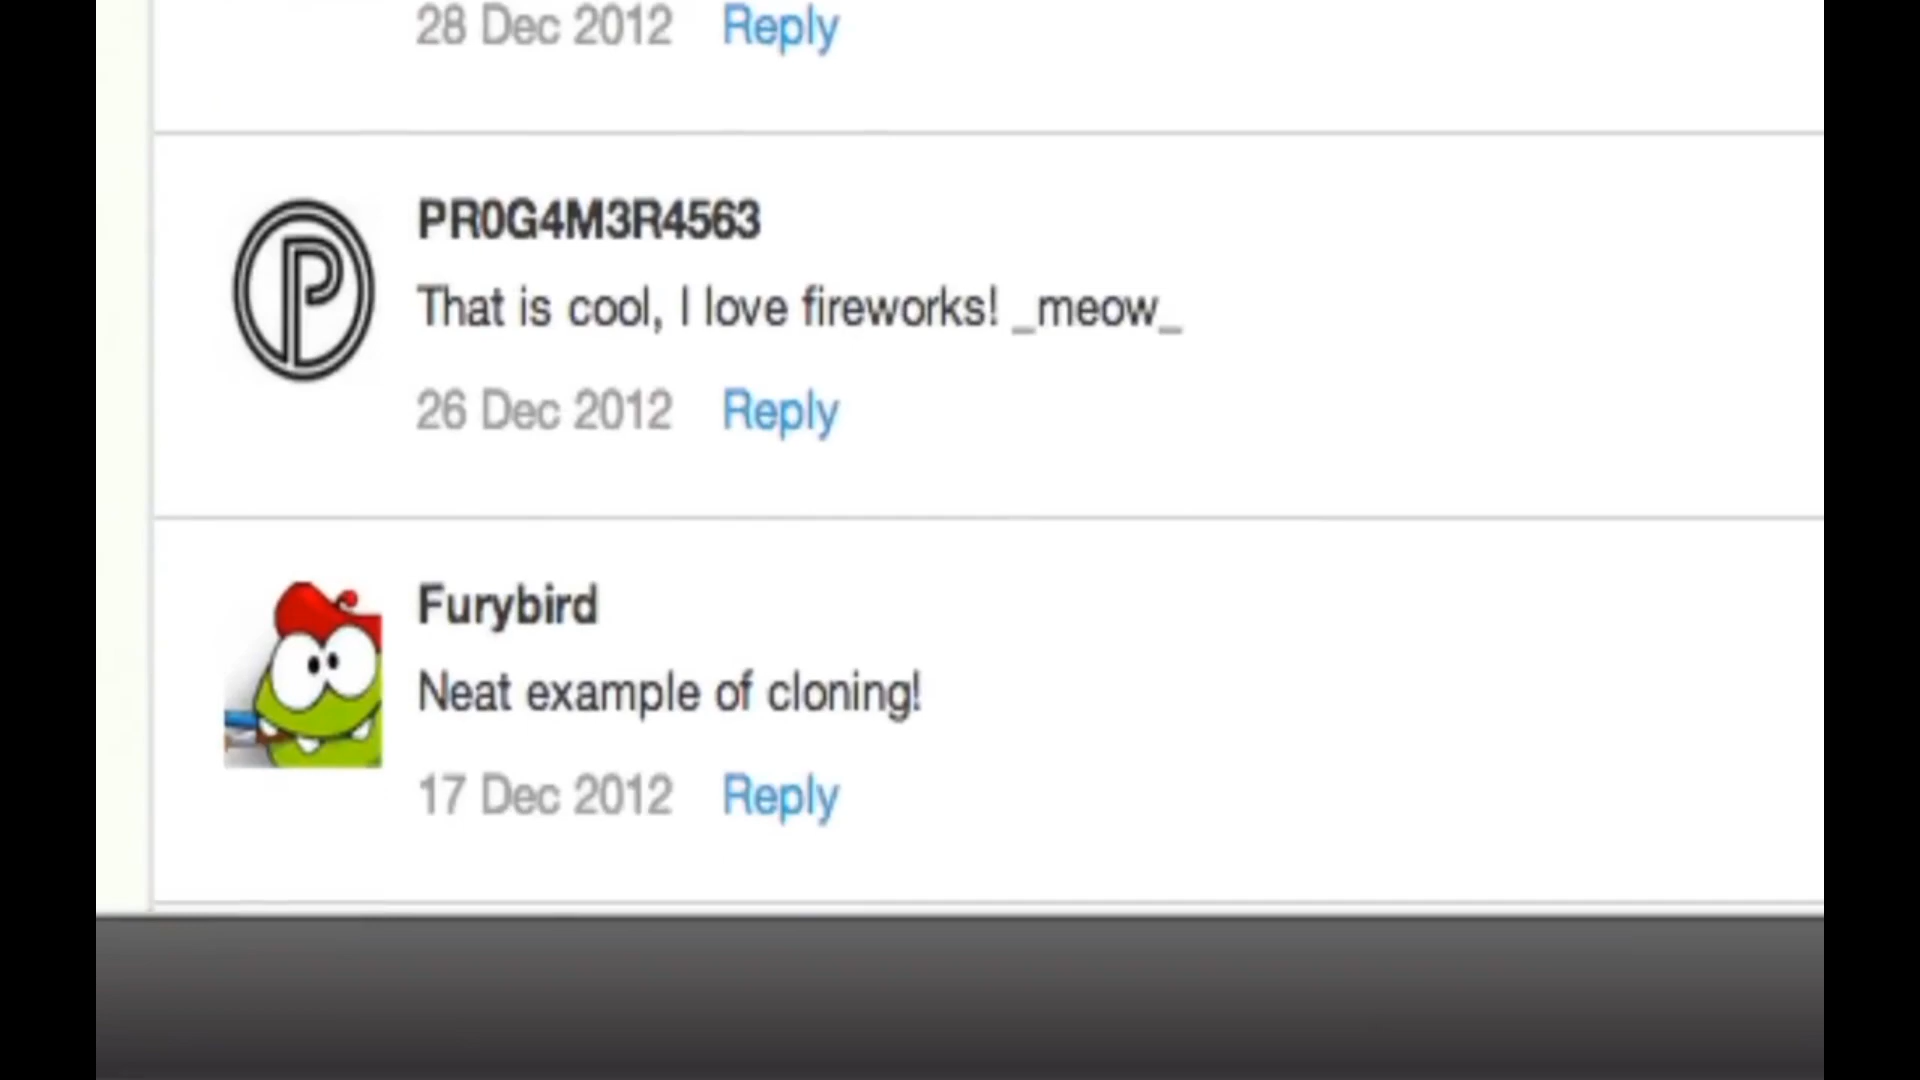 28 Dec 2012 Reply
PR0G4M3R4563
That is cool, I love fireworks! _meow_
26 Dec 2012 Reply
Furybird
Neat example of cloning!
17 Dec 2012 Reply